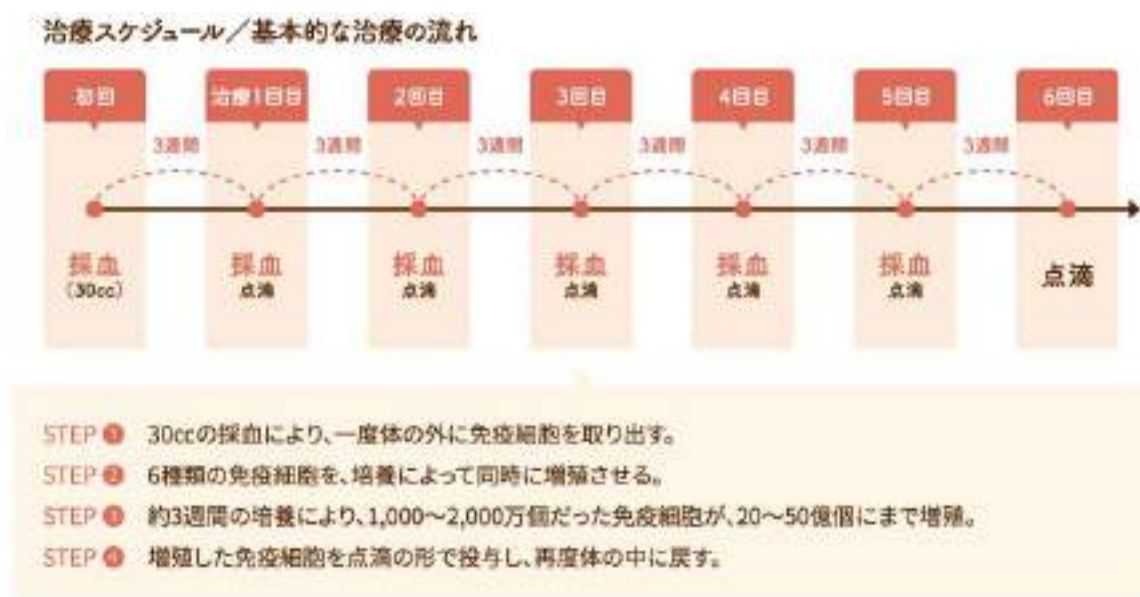 治療スケジュール／基本的な治療の流れ
初回 治療1回目 2回目 3回目 4回目 5回目 6回目
3週間 3週間 3週間 3週間 3週間 3週間
採血 採血 採血 採血 採血 採血 点滴
（30cc） 点滴 点滴 点滴 点滴 点滴
STEP 1 30ccの採血により、一度体の外に免疫細胞を取り出す。
STEP 2 6種類の免疫細胞を、培養によって同時に増殖させる。
STEP 3 約3週間の培養により、1,000〜2,000万個だった免疫細胞が、20〜50億個にまで増殖。
STEP 4 増殖した免疫細胞を点滴の形で投与し、再度体の中に戻す。